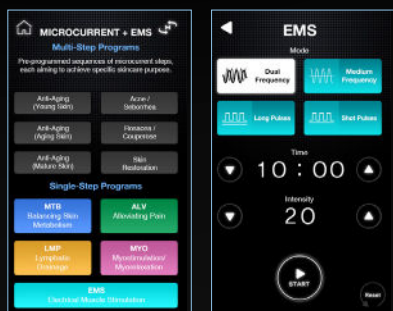 MICROCURRENT + EMS
Multi-Step Programs
Pre-programmed sequences of microcurrent steps,
each aiming to achieve specific skincare purpose.
Anti-Aging
(Young Skin)
Acne /
Seborrhea
Anti-Aging
(Aging Skin)
Rosacea /
Couperose
Anti-Aging
(Mature Skin)
Skin
Restoration
Single-Step Programs
MTB
Balancing Skin
Metabolism
ALV
Alleviating Pain
LMP
Lymphatic
Drainage
MYO
Myostimulation/
Myorelaxation
EMS
Electrical Muscle Stimulation
EMS
Mode
Dual
Frequency
Medium
Frequency
Long Pulses
Shot Pulses
Time
10 : 00
Intensity
20
START
Reset